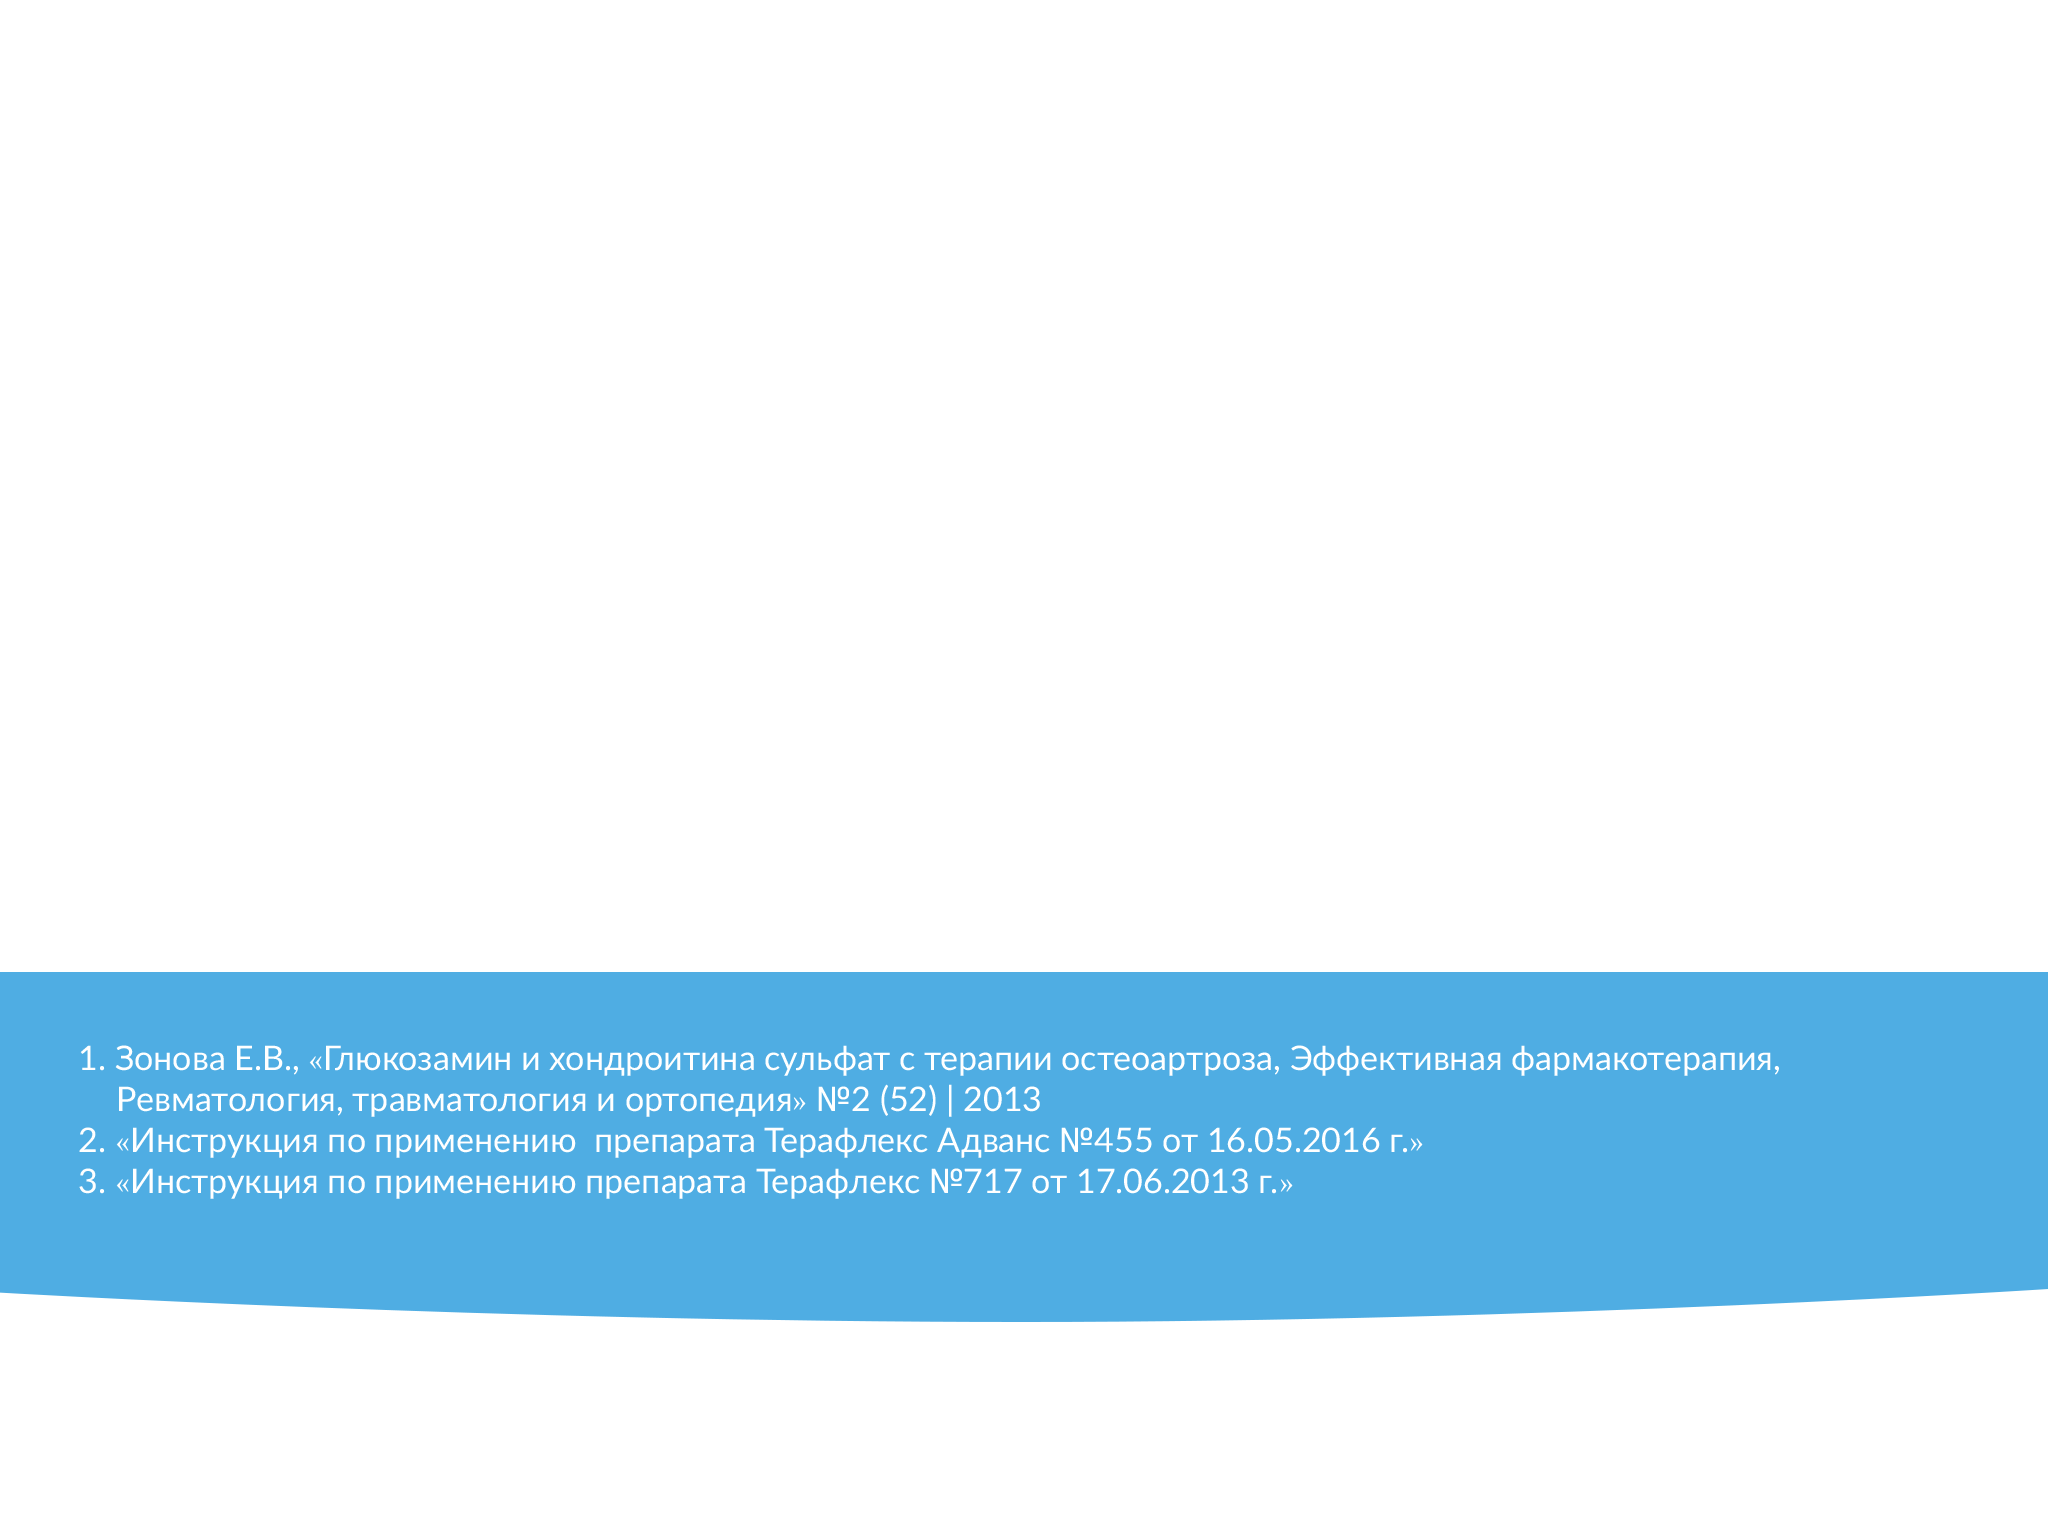 1. Зонова Е.В., «Глюкозамин и хондроитина сульфат с терапии остеоартроза, Эффективная фармакотерапия,
Ревматология, травматология и ортопедия» №2 (52) | 2013
2. «Инструкция по применению  препарата Терафлекс Адванс №455 от 16.05.2016 г.»
3. «Инструкция по применению препарата Терафлекс №717 от 17.06.2013 г.»